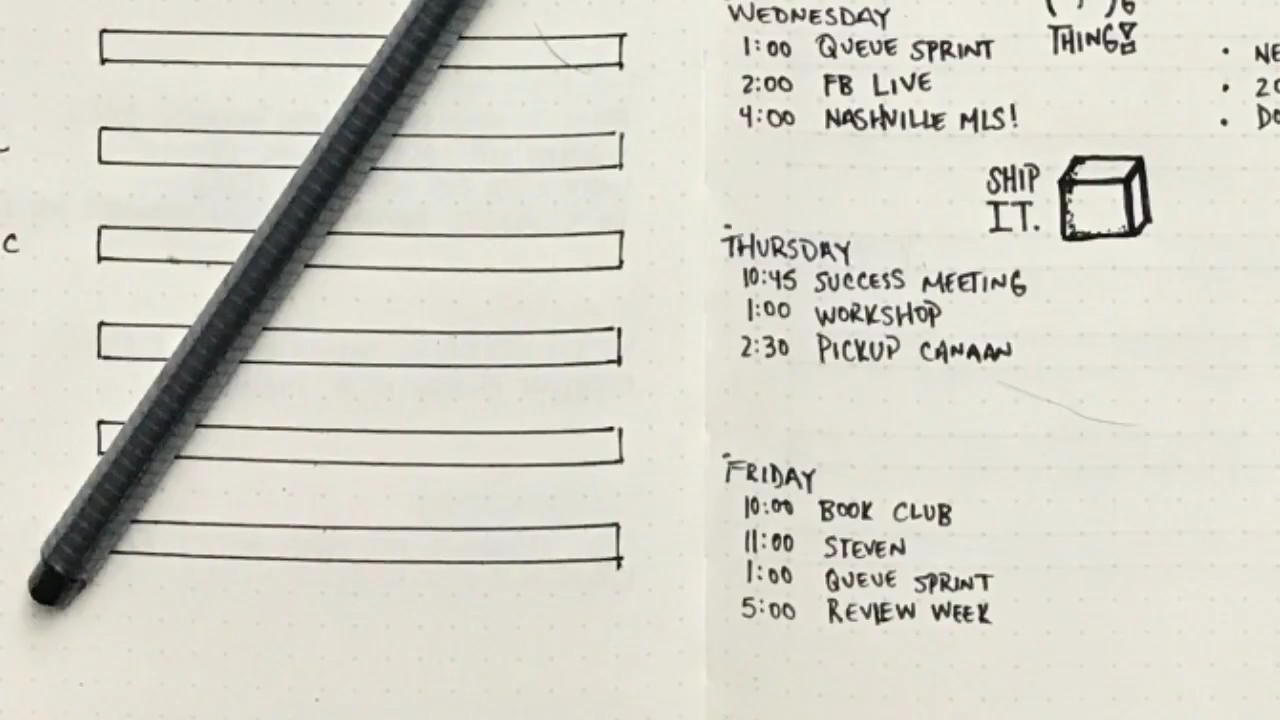 WEDNESDAY
1:00 QUEUE SPRINT
2:00 FB LIVE
4:00 NASHVILLE MLS!
THING
SHIP
IT.
THURSDAY
10:45 SUCCESS MEETING
1:00 WORKSHOP
2:30 PICKUP CANAAN
FRIDAY
10:00 BOOK CLUB
11:00 STEVEN
1:00 QUEUE SPRINT
5:00 REVIEW WEEK